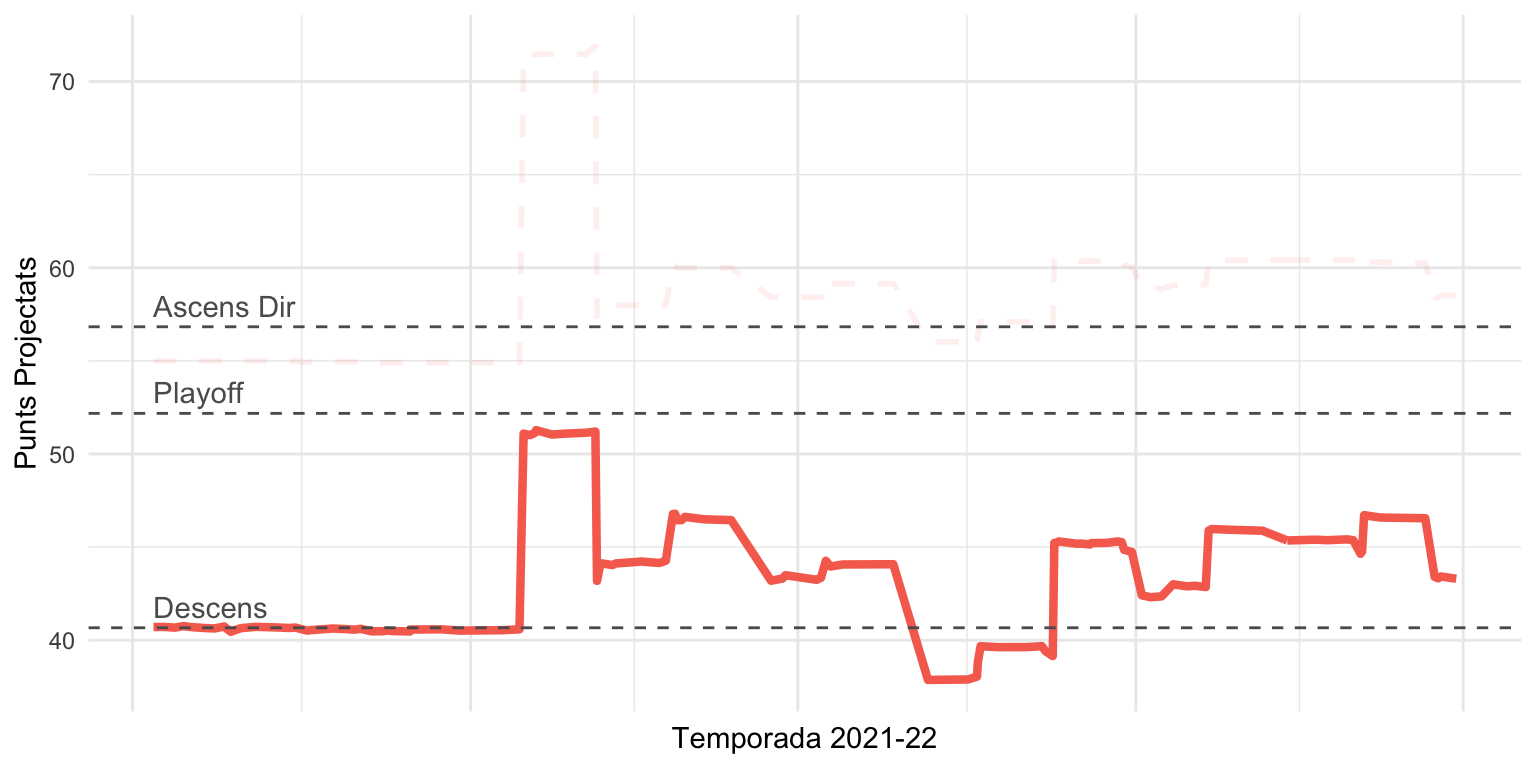 70
60
50
40
Punts Projectats
Ascens Dir
Playoff
Descens
Temporada 2021-22